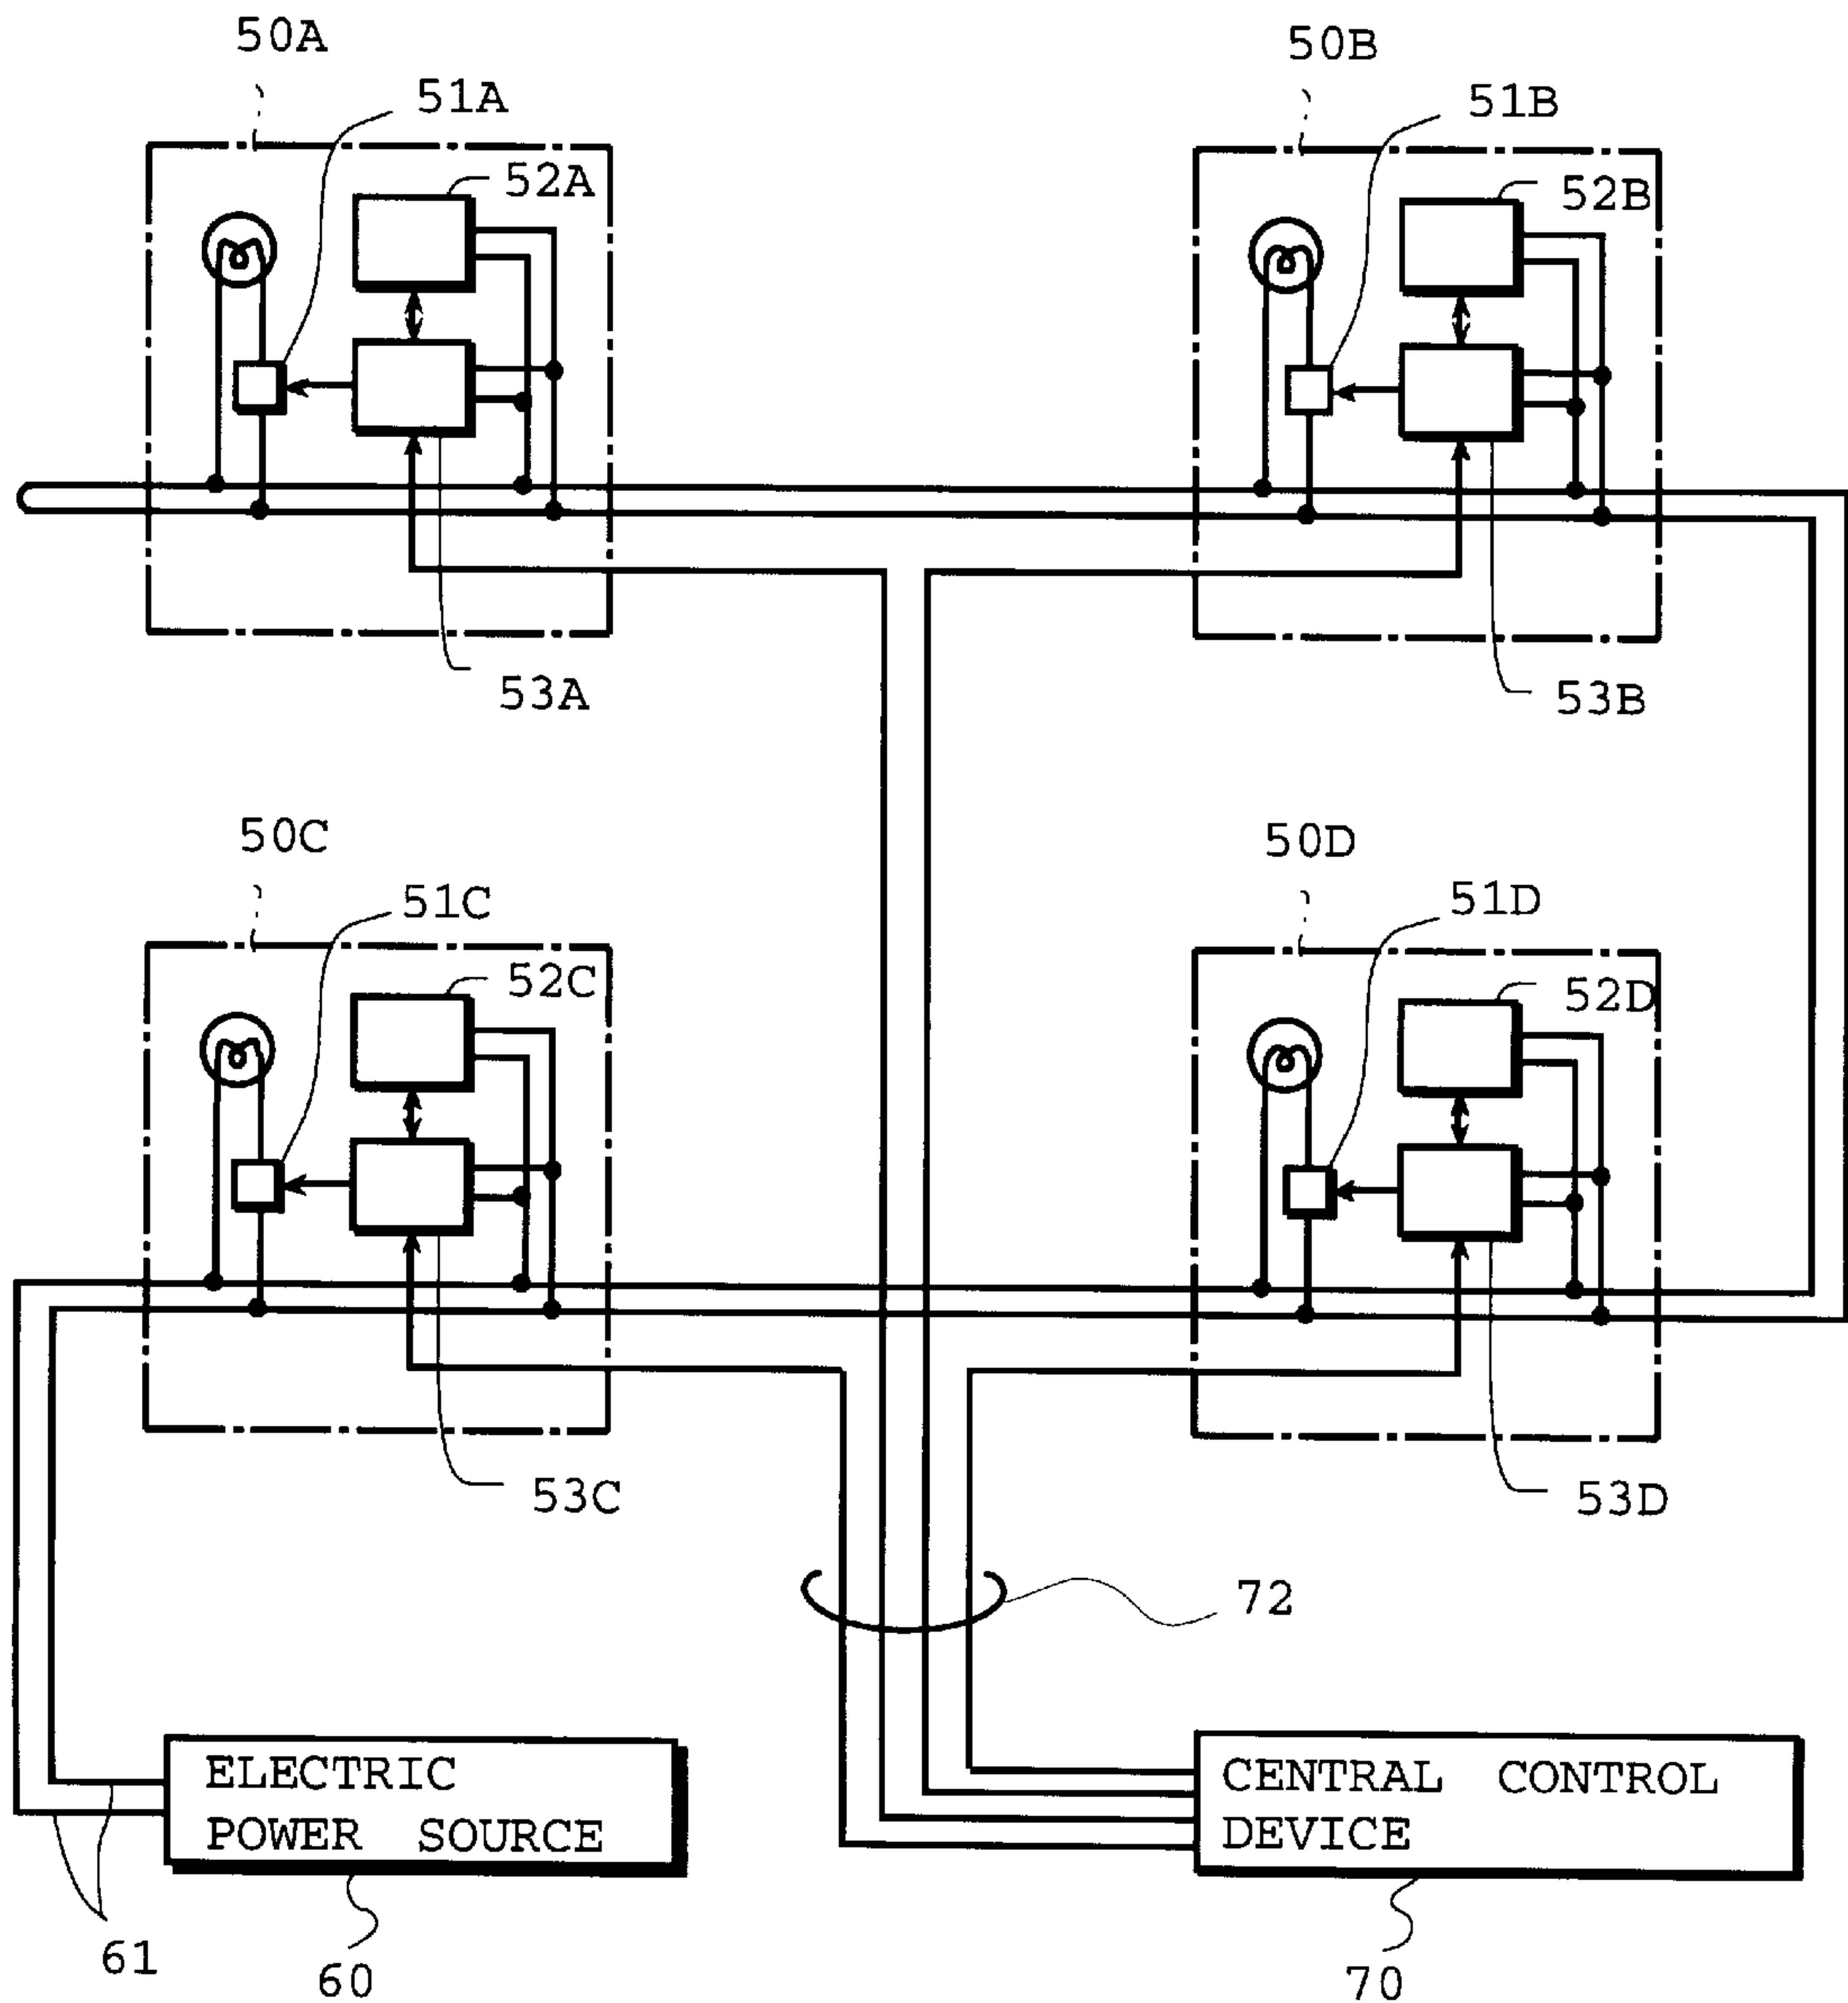 50A
50B
51A
51B
52A
52B
53A
53B
50C
50D
51C
51D
52C
52D
53C
53D
72
ELECTRIC
POWER SOURCE
CENTRAL CONTROL
DEVICE
61
60
70